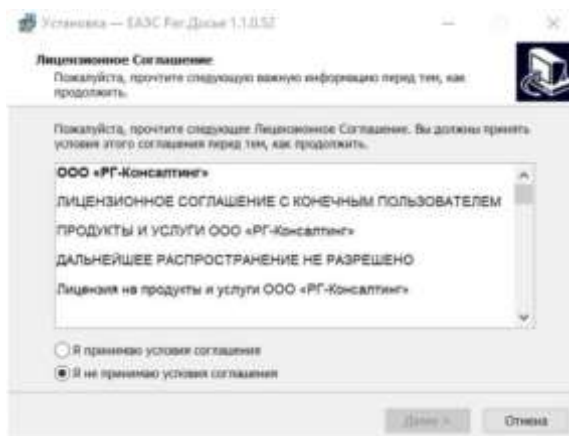 Установка — ЕАЭС Рег.Досье 1.1.0.52
Лицензионное Соглашение
Пожалуйста, прочтите следующую важную информацию перед тем, как
продолжить.
Пожалуйста, прочтите следующее Лицензионное Соглашение. Вы должны принять
условия этого соглашения перед тем, как продолжить.
ООО «РГ-Консалтинг»
ЛИЦЕНЗИОННОЕ СОГЛАШЕНИЕ С КОНЕЧНЫМ ПОЛЬЗОВАТЕЛЕМ
ПРОДУКТЫ И УСЛУГИ ООО «РГ-Консалтинг»
ДАЛЬНЕЙШЕЕ РАСПРОСТРАНЕНИЕ НЕ РАЗРЕШЕНО
Лицензия на продукты и услуги ООО «РГ-Консалтинг»
Я принимаю условия соглашения
Я не принимаю условия соглашения
Далее >
Отмена